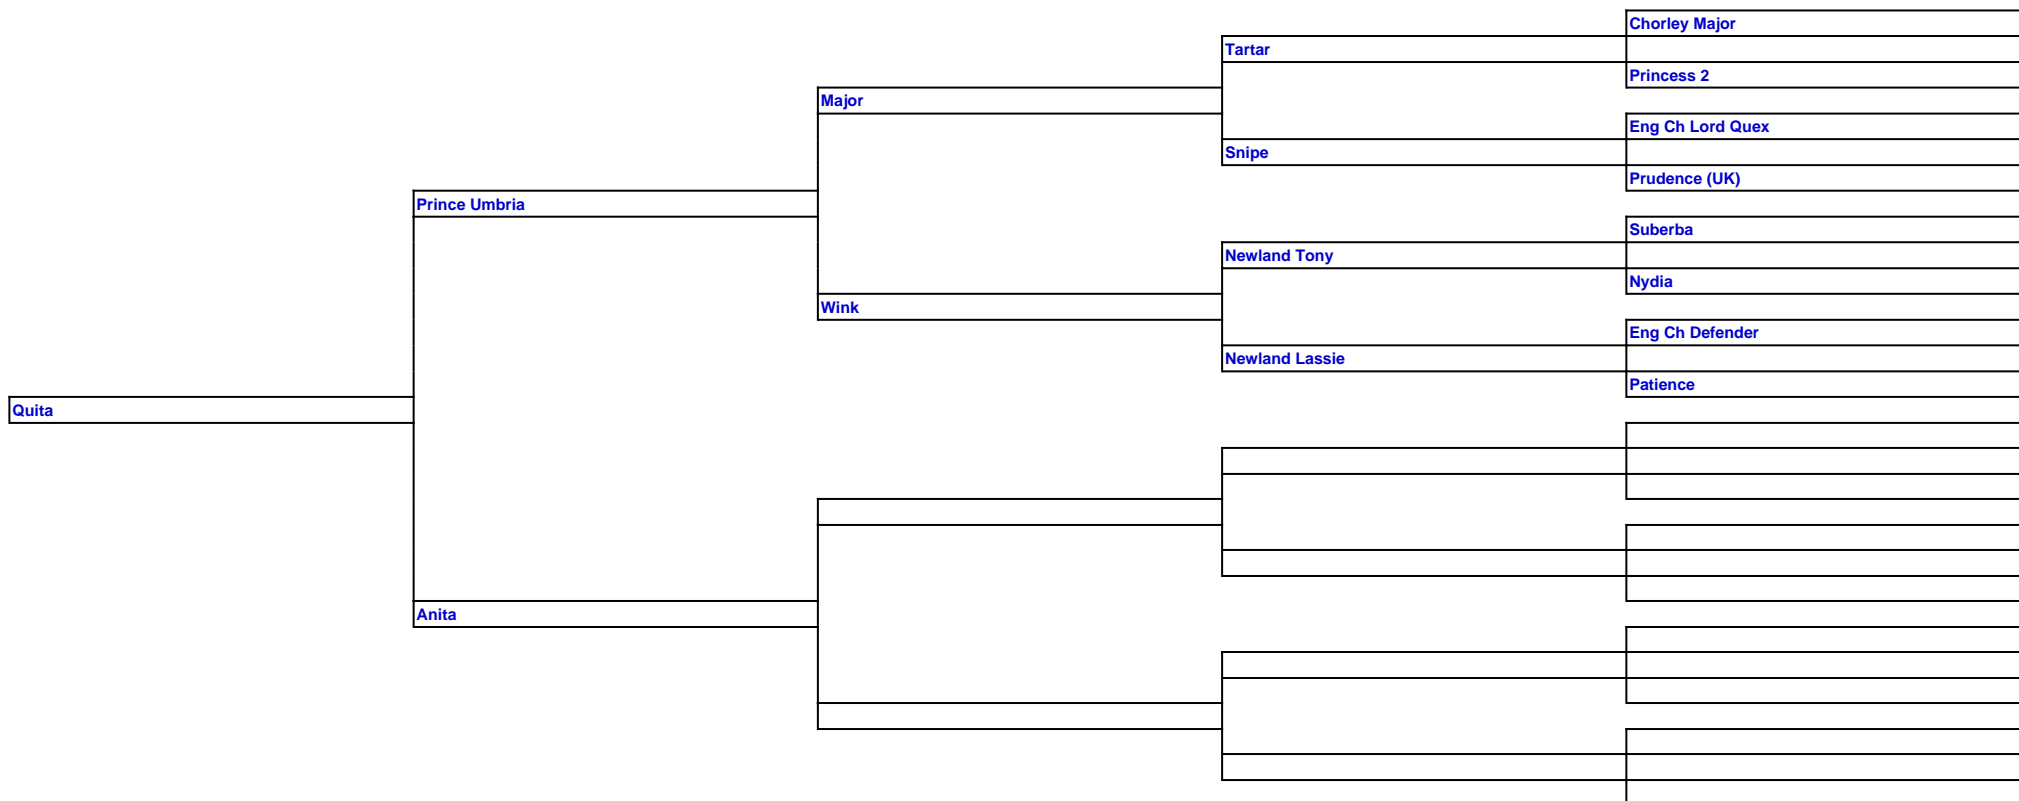 Chorley Major
Tartar
Princess 2
Major
Eng Ch Lord Quex
Snipe
Prudence (UK)
Prince Umbria
Suberba
Newland Tony
Nydia
Wink
Eng Ch Defender
Newland Lassie
Patience
Quita
Anita